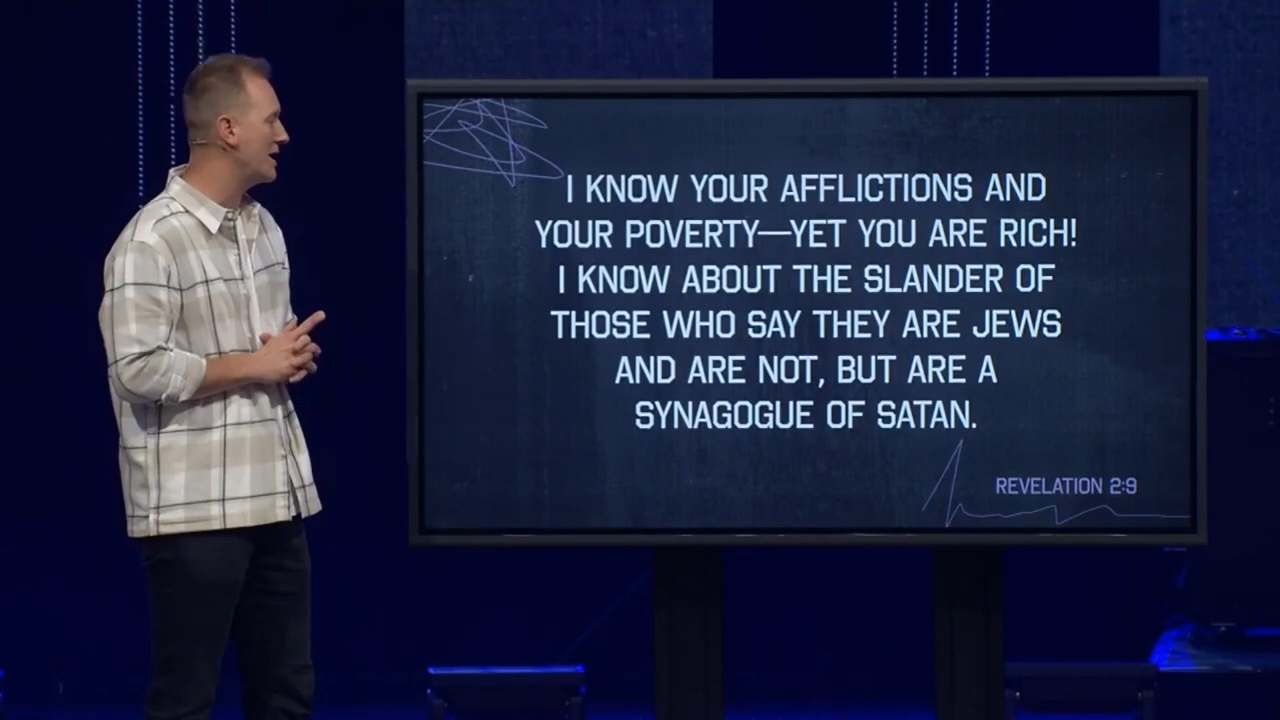 I KNOW YOUR AFFLICTIONS AND
YOUR POVERTY—YET YOU ARE RICH!
I KNOW ABOUT THE SLANDER OF
THOSE WHO SAY THEY ARE JEWS
AND ARE NOT, BUT ARE A
SYNAGOGUE OF SATAN.
REVELATION 2:9